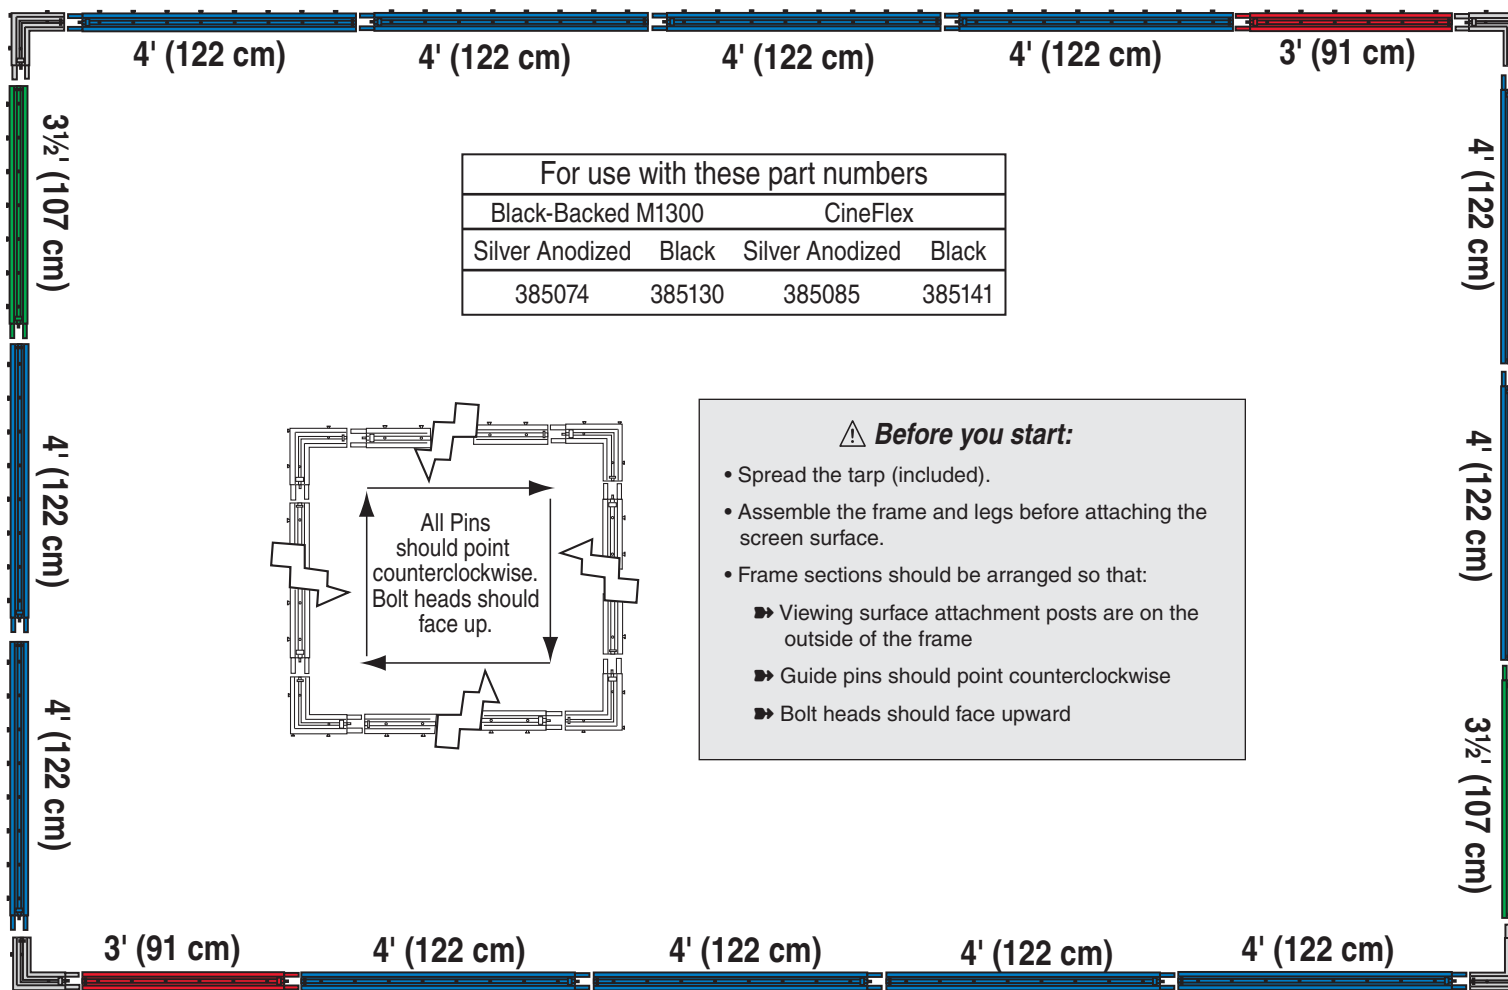 4' (122 cm) 4' (122 cm) 4' (122 cm) 4' (122 cm) 3' (91 cm)
3½' (107 cm)
4' (122 cm)
4' (122 cm)
For use with these part numbers
Black-Backed M1300 CineFlex
Silver Anodized Black Silver Anodized Black
385074 385130 385085 385141
All Pins
should point
counterclockwise.
Bolt heads should
face up.
⚠ Before you start:
• Spread the tarp (included).
• Assemble the frame and legs before attaching the
screen surface.
• Frame sections should be arranged so that:
➽ Viewing surface attachment posts are on the
outside of the frame
➽ Guide pins should point counterclockwise
➽ Bolt heads should face upward
4' (122 cm)
4' (122 cm)
3½' (107 cm)
3' (91 cm) 4' (122 cm) 4' (122 cm) 4' (122 cm) 4' (122 cm)